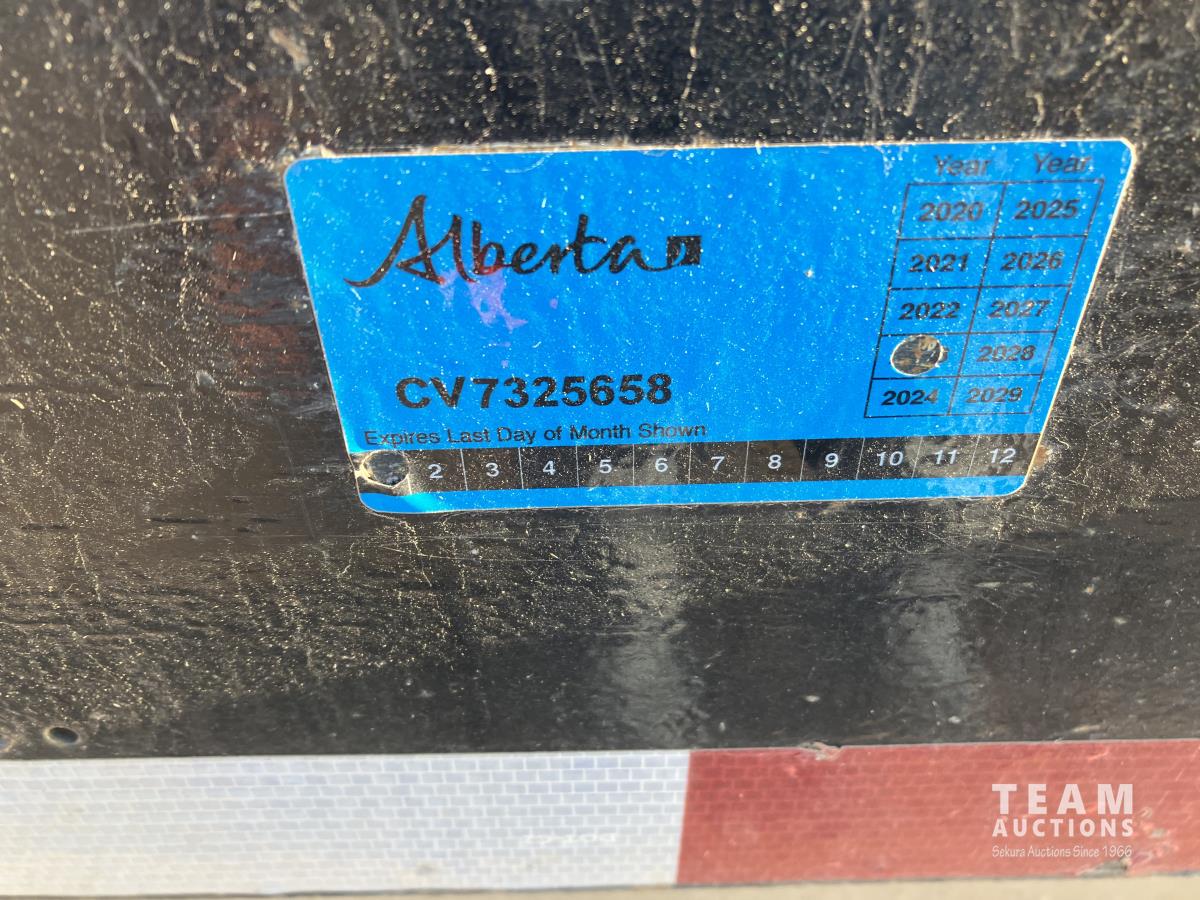 Alberta
Year Year
2020 2025
2021 2026
2022 2027
2028
2024 2029
CV7325658
Expires Last Day of Month Shown
2 3 4 5 6 7 8 9 10 11 12
TEAM
AUCTIONS
Sekura Auctions Since 1966